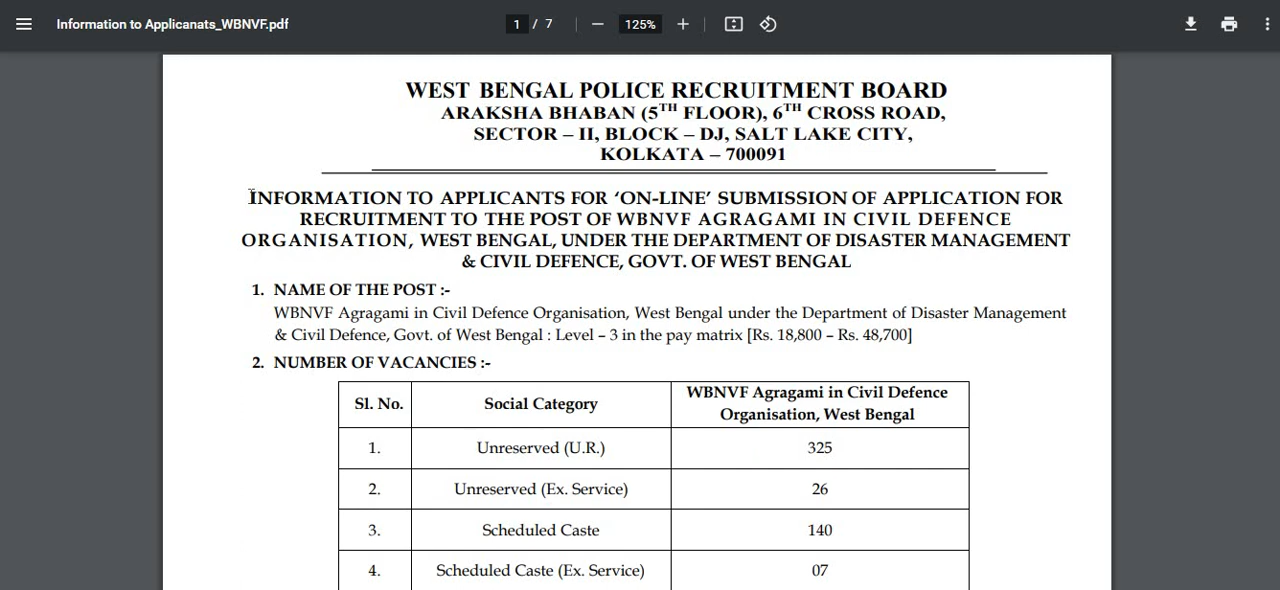 Information to Applicanats_WBNVF.pdf
1 / 7
125%
WEST BENGAL POLICE RECRUITMENT BOARD
ARAKSHA BHABAN (5TH FLOOR), 6TH CROSS ROAD,
SECTOR – II, BLOCK – DJ, SALT LAKE CITY,
KOLKATA – 700091
INFORMATION TO APPLICANTS FOR ‘ON-LINE’ SUBMISSION OF APPLICATION FOR
RECRUITMENT TO THE POST OF WBNVF AGRAGAMI IN CIVIL DEFENCE
ORGANISATION, WEST BENGAL, UNDER THE DEPARTMENT OF DISASTER MANAGEMENT
& CIVIL DEFENCE, GOVT. OF WEST BENGAL
1. NAME OF THE POST :-
WBNVF Agragami in Civil Defence Organisation, West Bengal under the Department of Disaster Management
& Civil Defence, Govt. of West Bengal : Level – 3 in the pay matrix [Rs. 18,800 – Rs. 48,700]
2. NUMBER OF VACANCIES :-
Sl. No. Social Category WBNVF Agragami in Civil Defence
Organisation, West Bengal
1. Unreserved (U.R.) 325
2. Unreserved (Ex. Service) 26
3. Scheduled Caste 140
4. Scheduled Caste (Ex. Service) 07